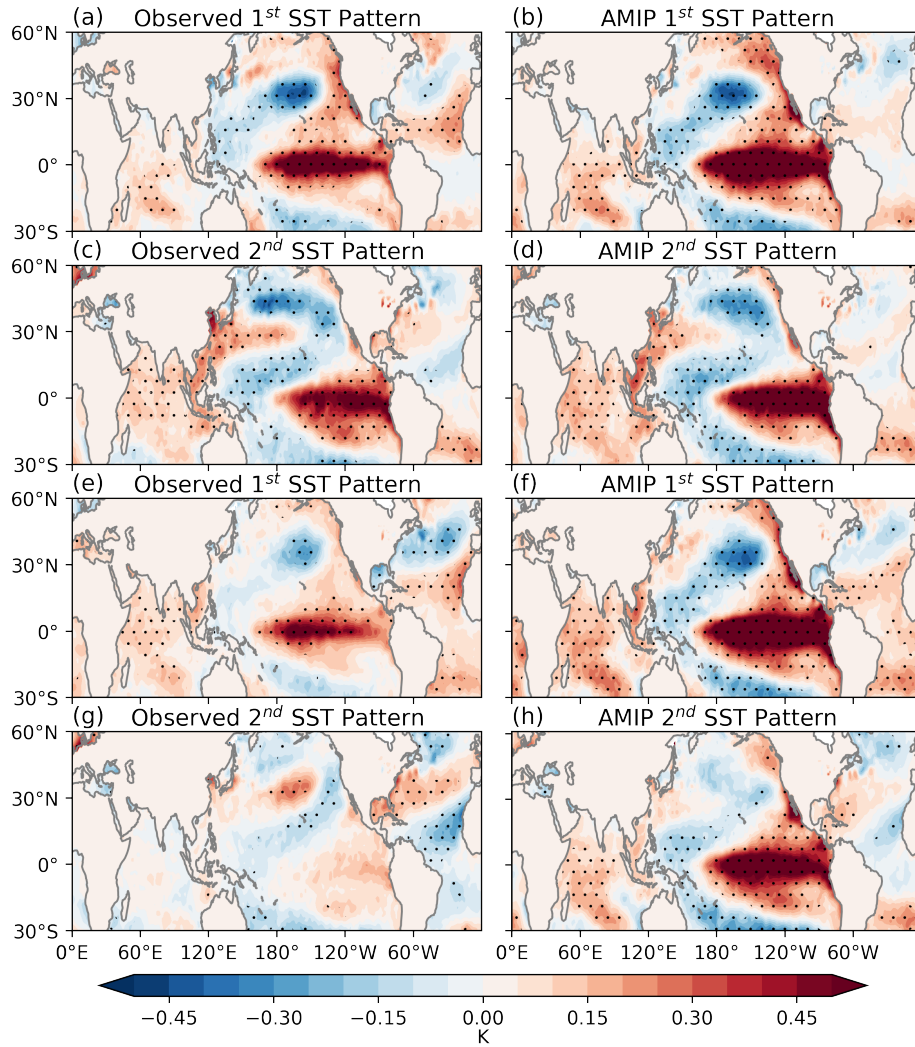 (a) Observed 1st SST Pattern
(b) AMIP 1st SST Pattern
60°N
30°N
0°
30°S
(c) Observed 2nd SST Pattern
(d) AMIP 2nd SST Pattern
60°N
30°N
0°
30°S
(e) Observed 1st SST Pattern
(f) AMIP 1st SST Pattern
60°N
30°N
0°
30°S
(g) Observed 2nd SST Pattern
(h) AMIP 2nd SST Pattern
60°N
30°N
0°
30°S
0°E 60°E 120°E 180° 120°W 60°W
0°E 60°E 120°E 180° 120°W 60°W
−0.45 −0.30 −0.15 0.00 0.15 0.30 0.45
K